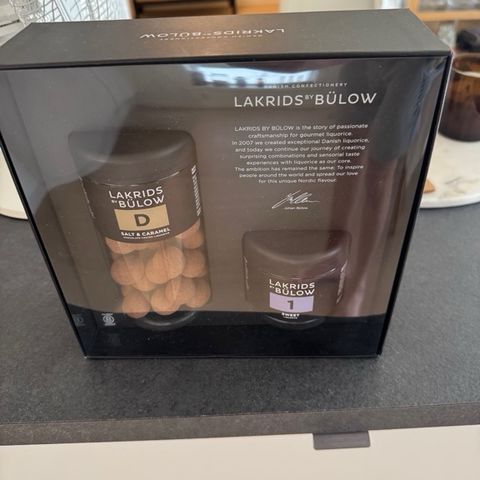 LAKRIDS BY BÜLOW
DANISH CONFECTIONERY
LAKRIDS BY BÜLOW
LAKRIDS BY BÜLOW is the story of passionate
craftsmanship for gourmet liquorice.
In 2007 we created exceptional Danish liquorice,
and today we continue our journey of creating
surprising combinations and sensorial taste
experiences with liquorice as our core.
The ambition has remained the same: To inspire
people around the world and spread our love
for this unique Nordic flavour.
Johan Bülow
LAKRIDS
BY BÜLOW
D
SALT & CARAMEL
LAKRIDS
BY BÜLOW
1
SWEET